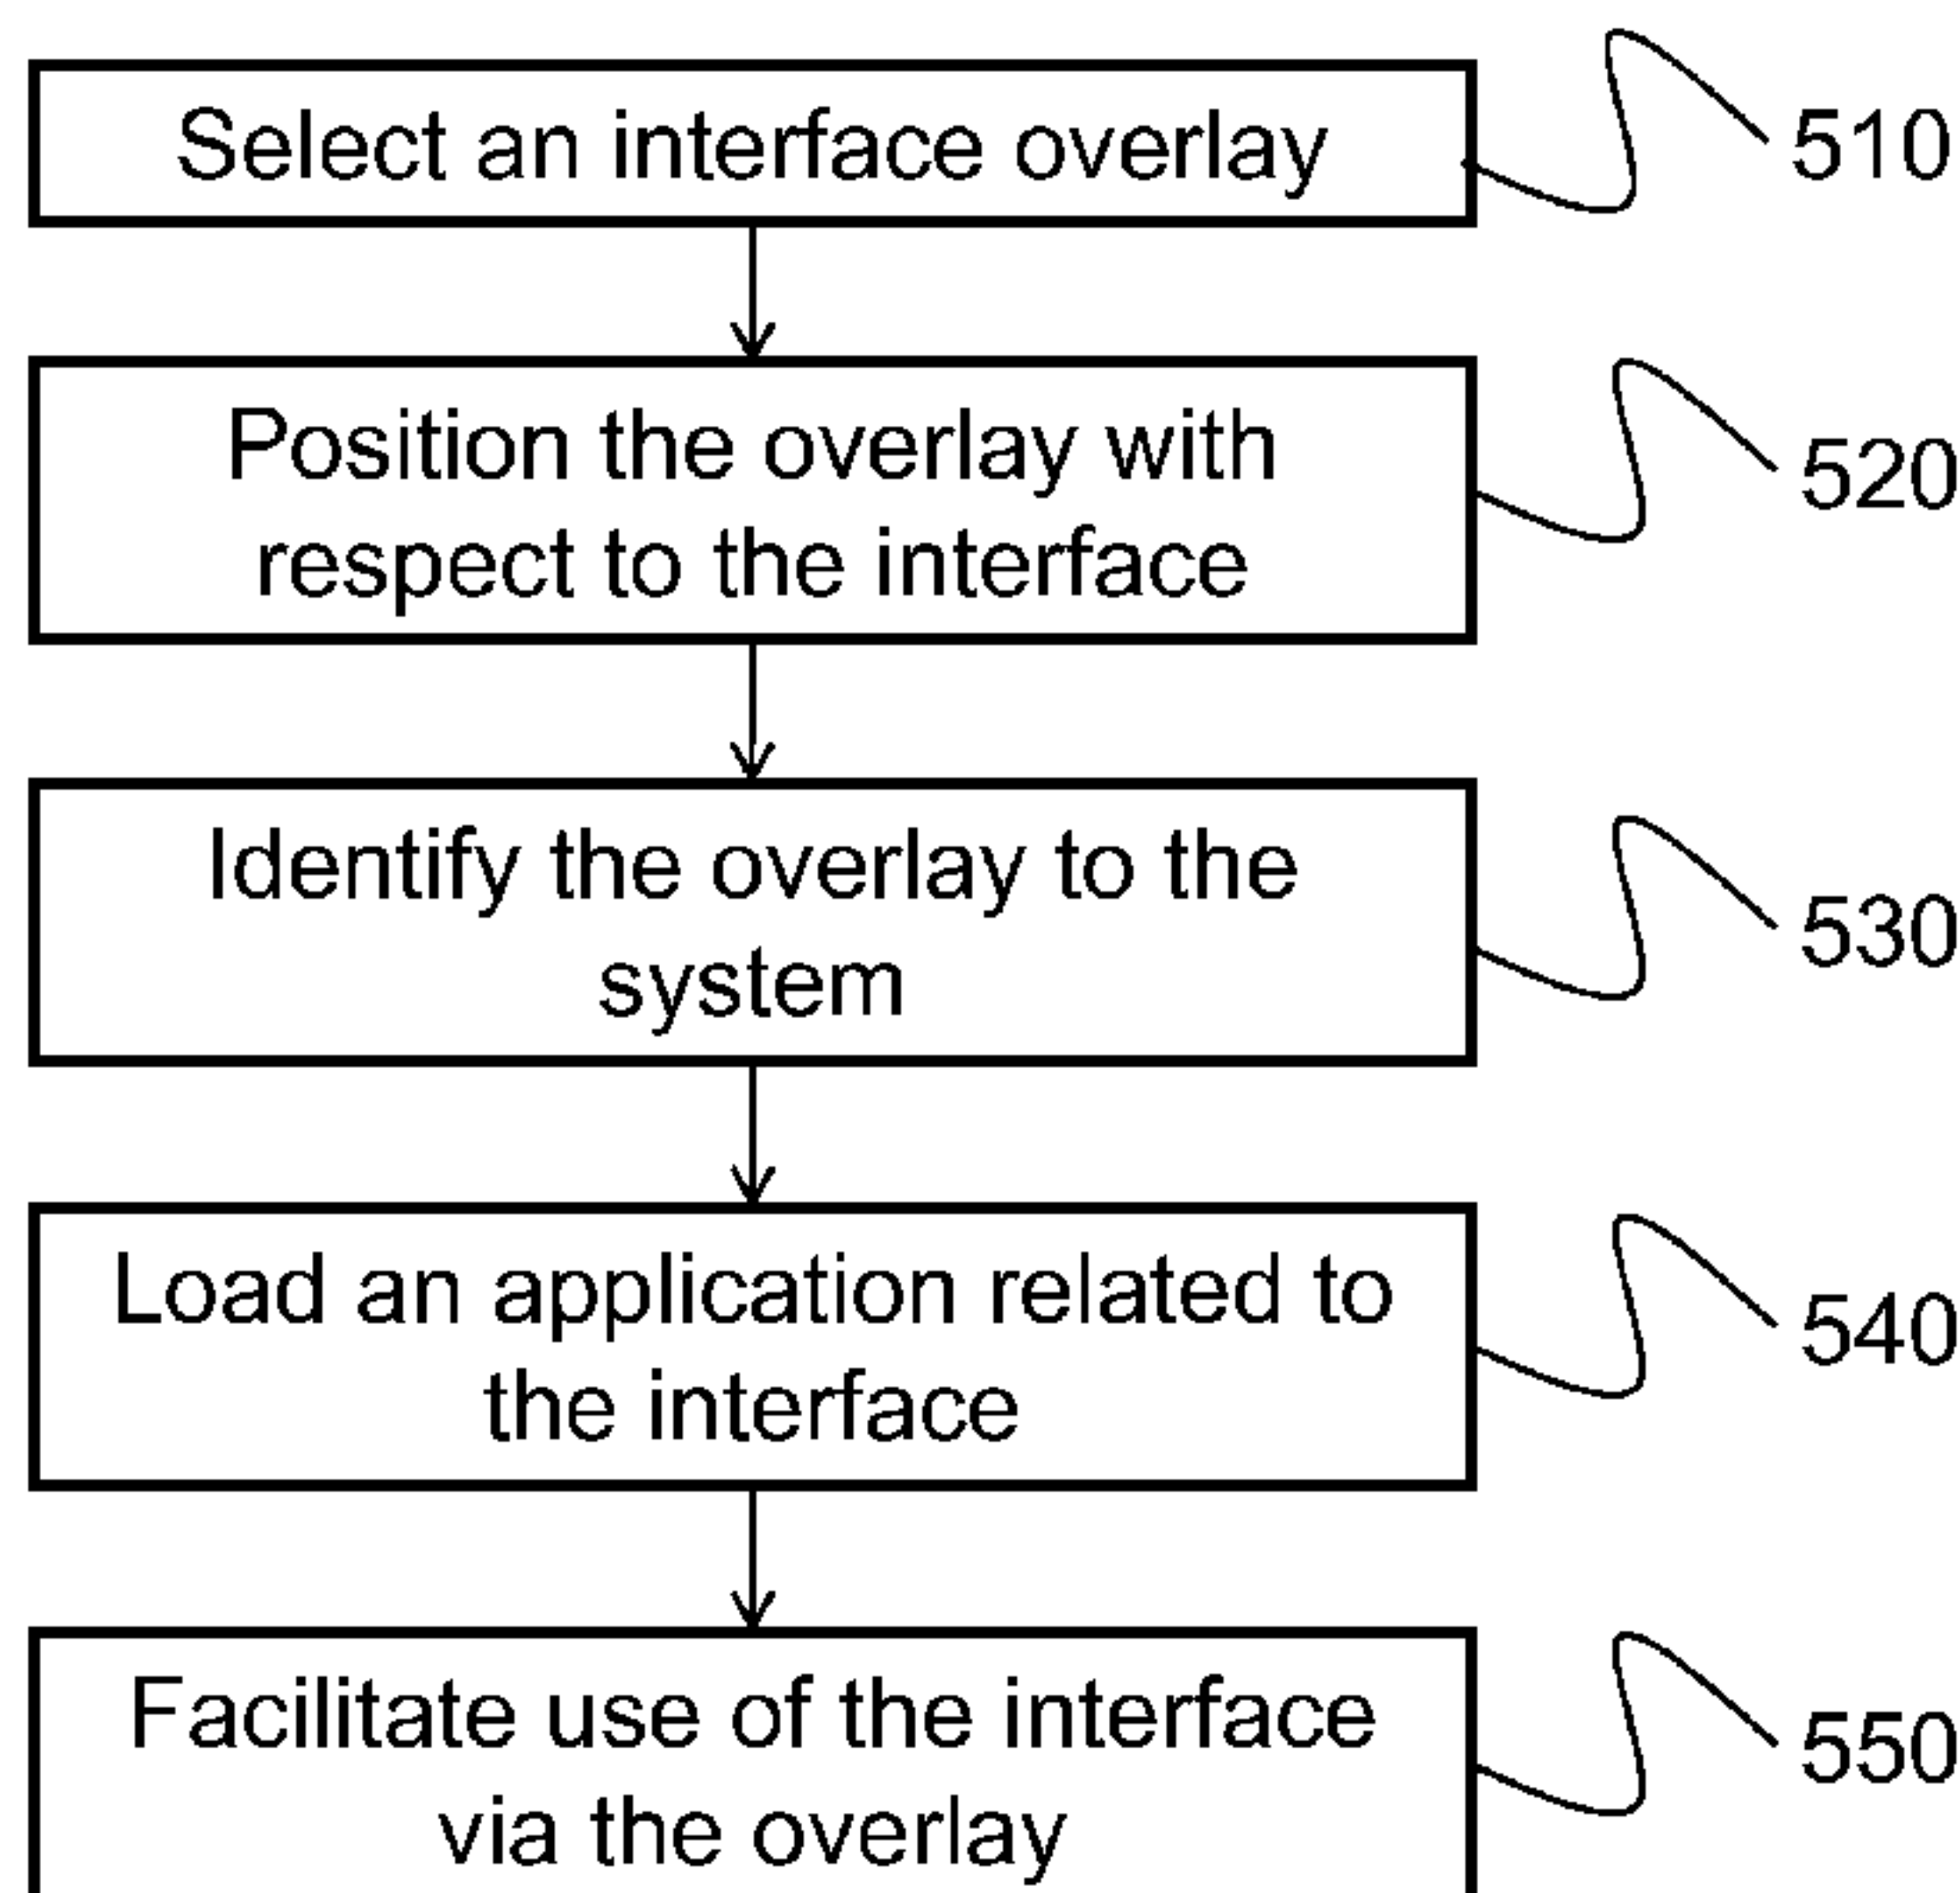 Select an interface overlay
510
Position the overlay with
respect to the interface
520
Identify the overlay to the
system
530
Load an application related to
the interface
540
Facilitate use of the interface
via the overlay
550